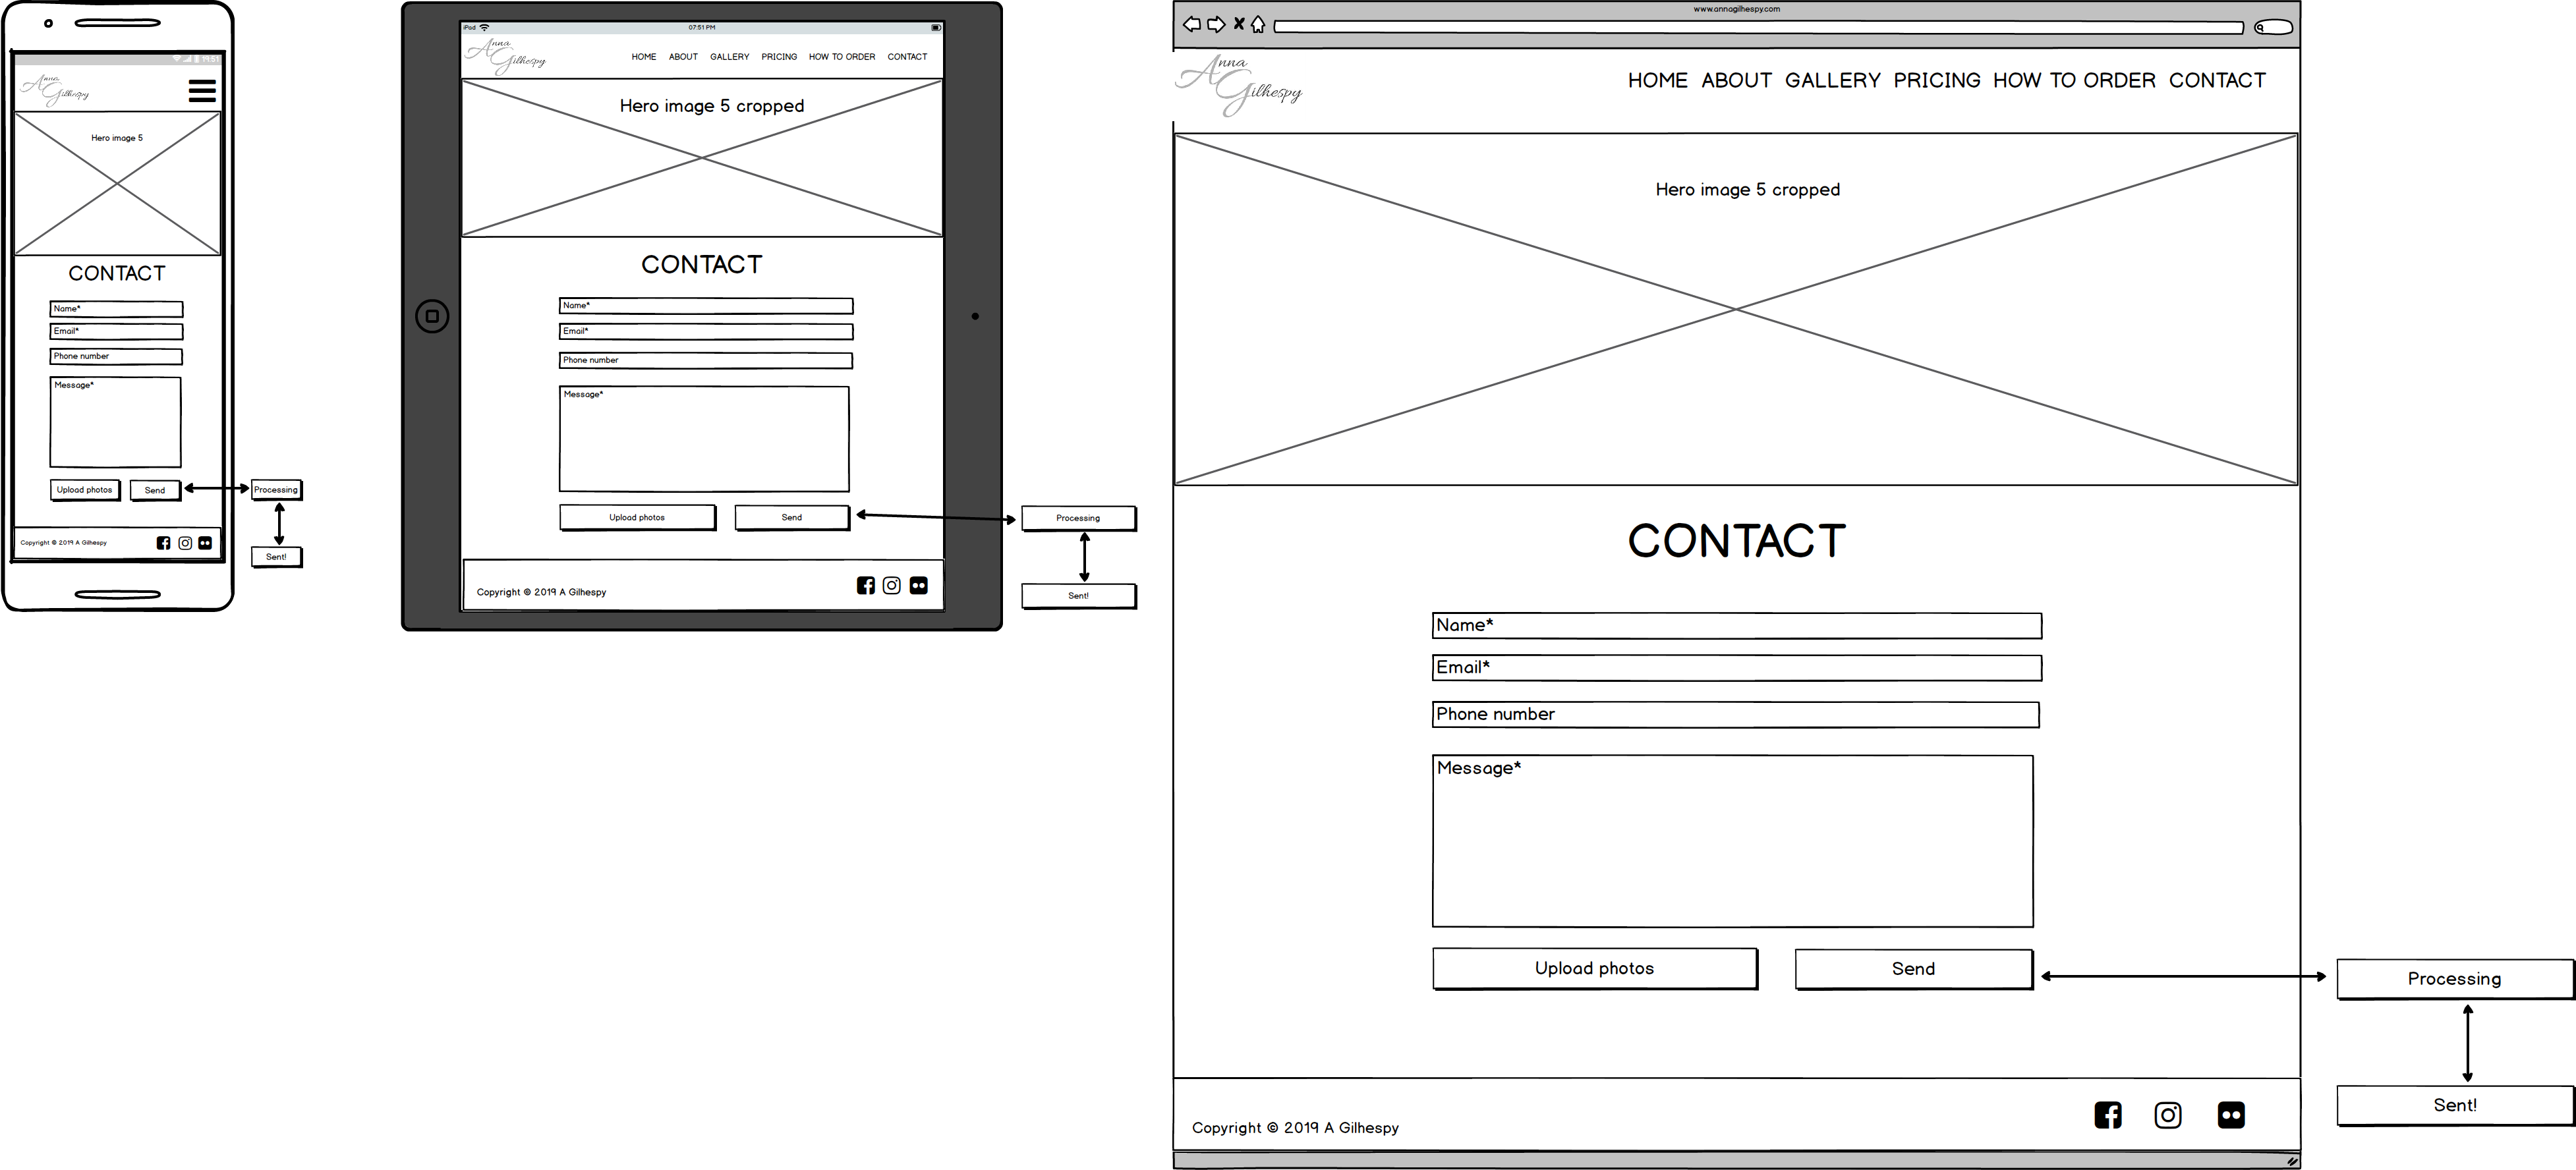 19:51
Anna
Gilhespy
Hero image 5
CONTACT
Name*
Email*
Phone number
Message*
Upload photos
Send
Processing
Sent!
Copyright © 2019 A Gilhespy
iPad
07:51 PM
Anna
Gilhespy
HOME ABOUT GALLERY PRICING HOW TO ORDER CONTACT
Hero image 5 cropped
CONTACT
Name*
Email*
Phone number
Message*
Upload photos
Send
Processing
Sent!
Copyright © 2019 A Gilhespy
www.annagilhespy.com
Anna
Gilhespy
HOME ABOUT GALLERY PRICING HOW TO ORDER CONTACT
Hero image 5 cropped
CONTACT
Name*
Email*
Phone number
Message*
Upload photos
Send
Processing
Sent!
Copyright © 2019 A Gilhespy